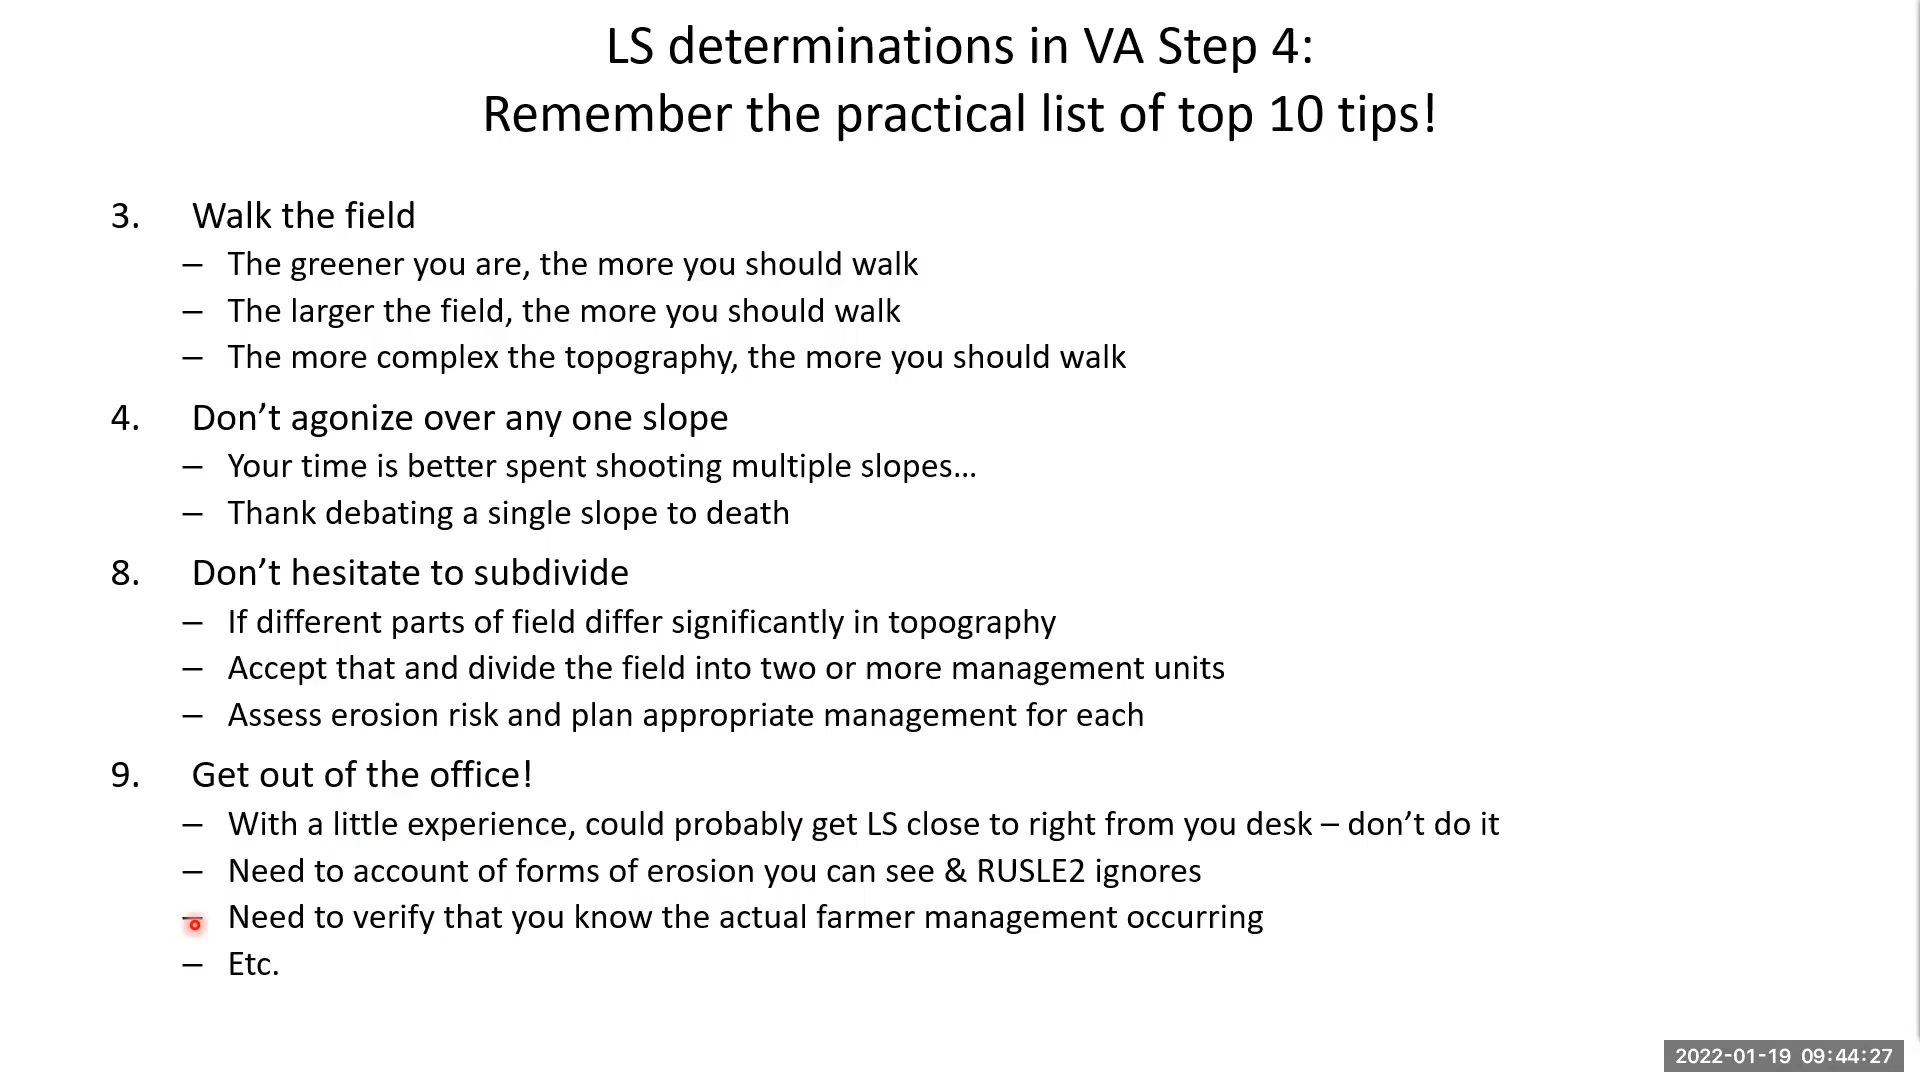 LS determinations in VA Step 4:
Remember the practical list of top 10 tips!
3. Walk the field
– The greener you are, the more you should walk
– The larger the field, the more you should walk
– The more complex the topography, the more you should walk
4. Don’t agonize over any one slope
– Your time is better spent shooting multiple slopes…
– Thank debating a single slope to death
8. Don’t hesitate to subdivide
– If different parts of field differ significantly in topography
– Accept that and divide the field into two or more management units
– Assess erosion risk and plan appropriate management for each
9. Get out of the office!
– With a little experience, could probably get LS close to right from you desk – don’t do it
– Need to account of forms of erosion you can see & RUSLE2 ignores
– Need to verify that you know the actual farmer management occurring
– Etc.
2022-01-19 09:44:27